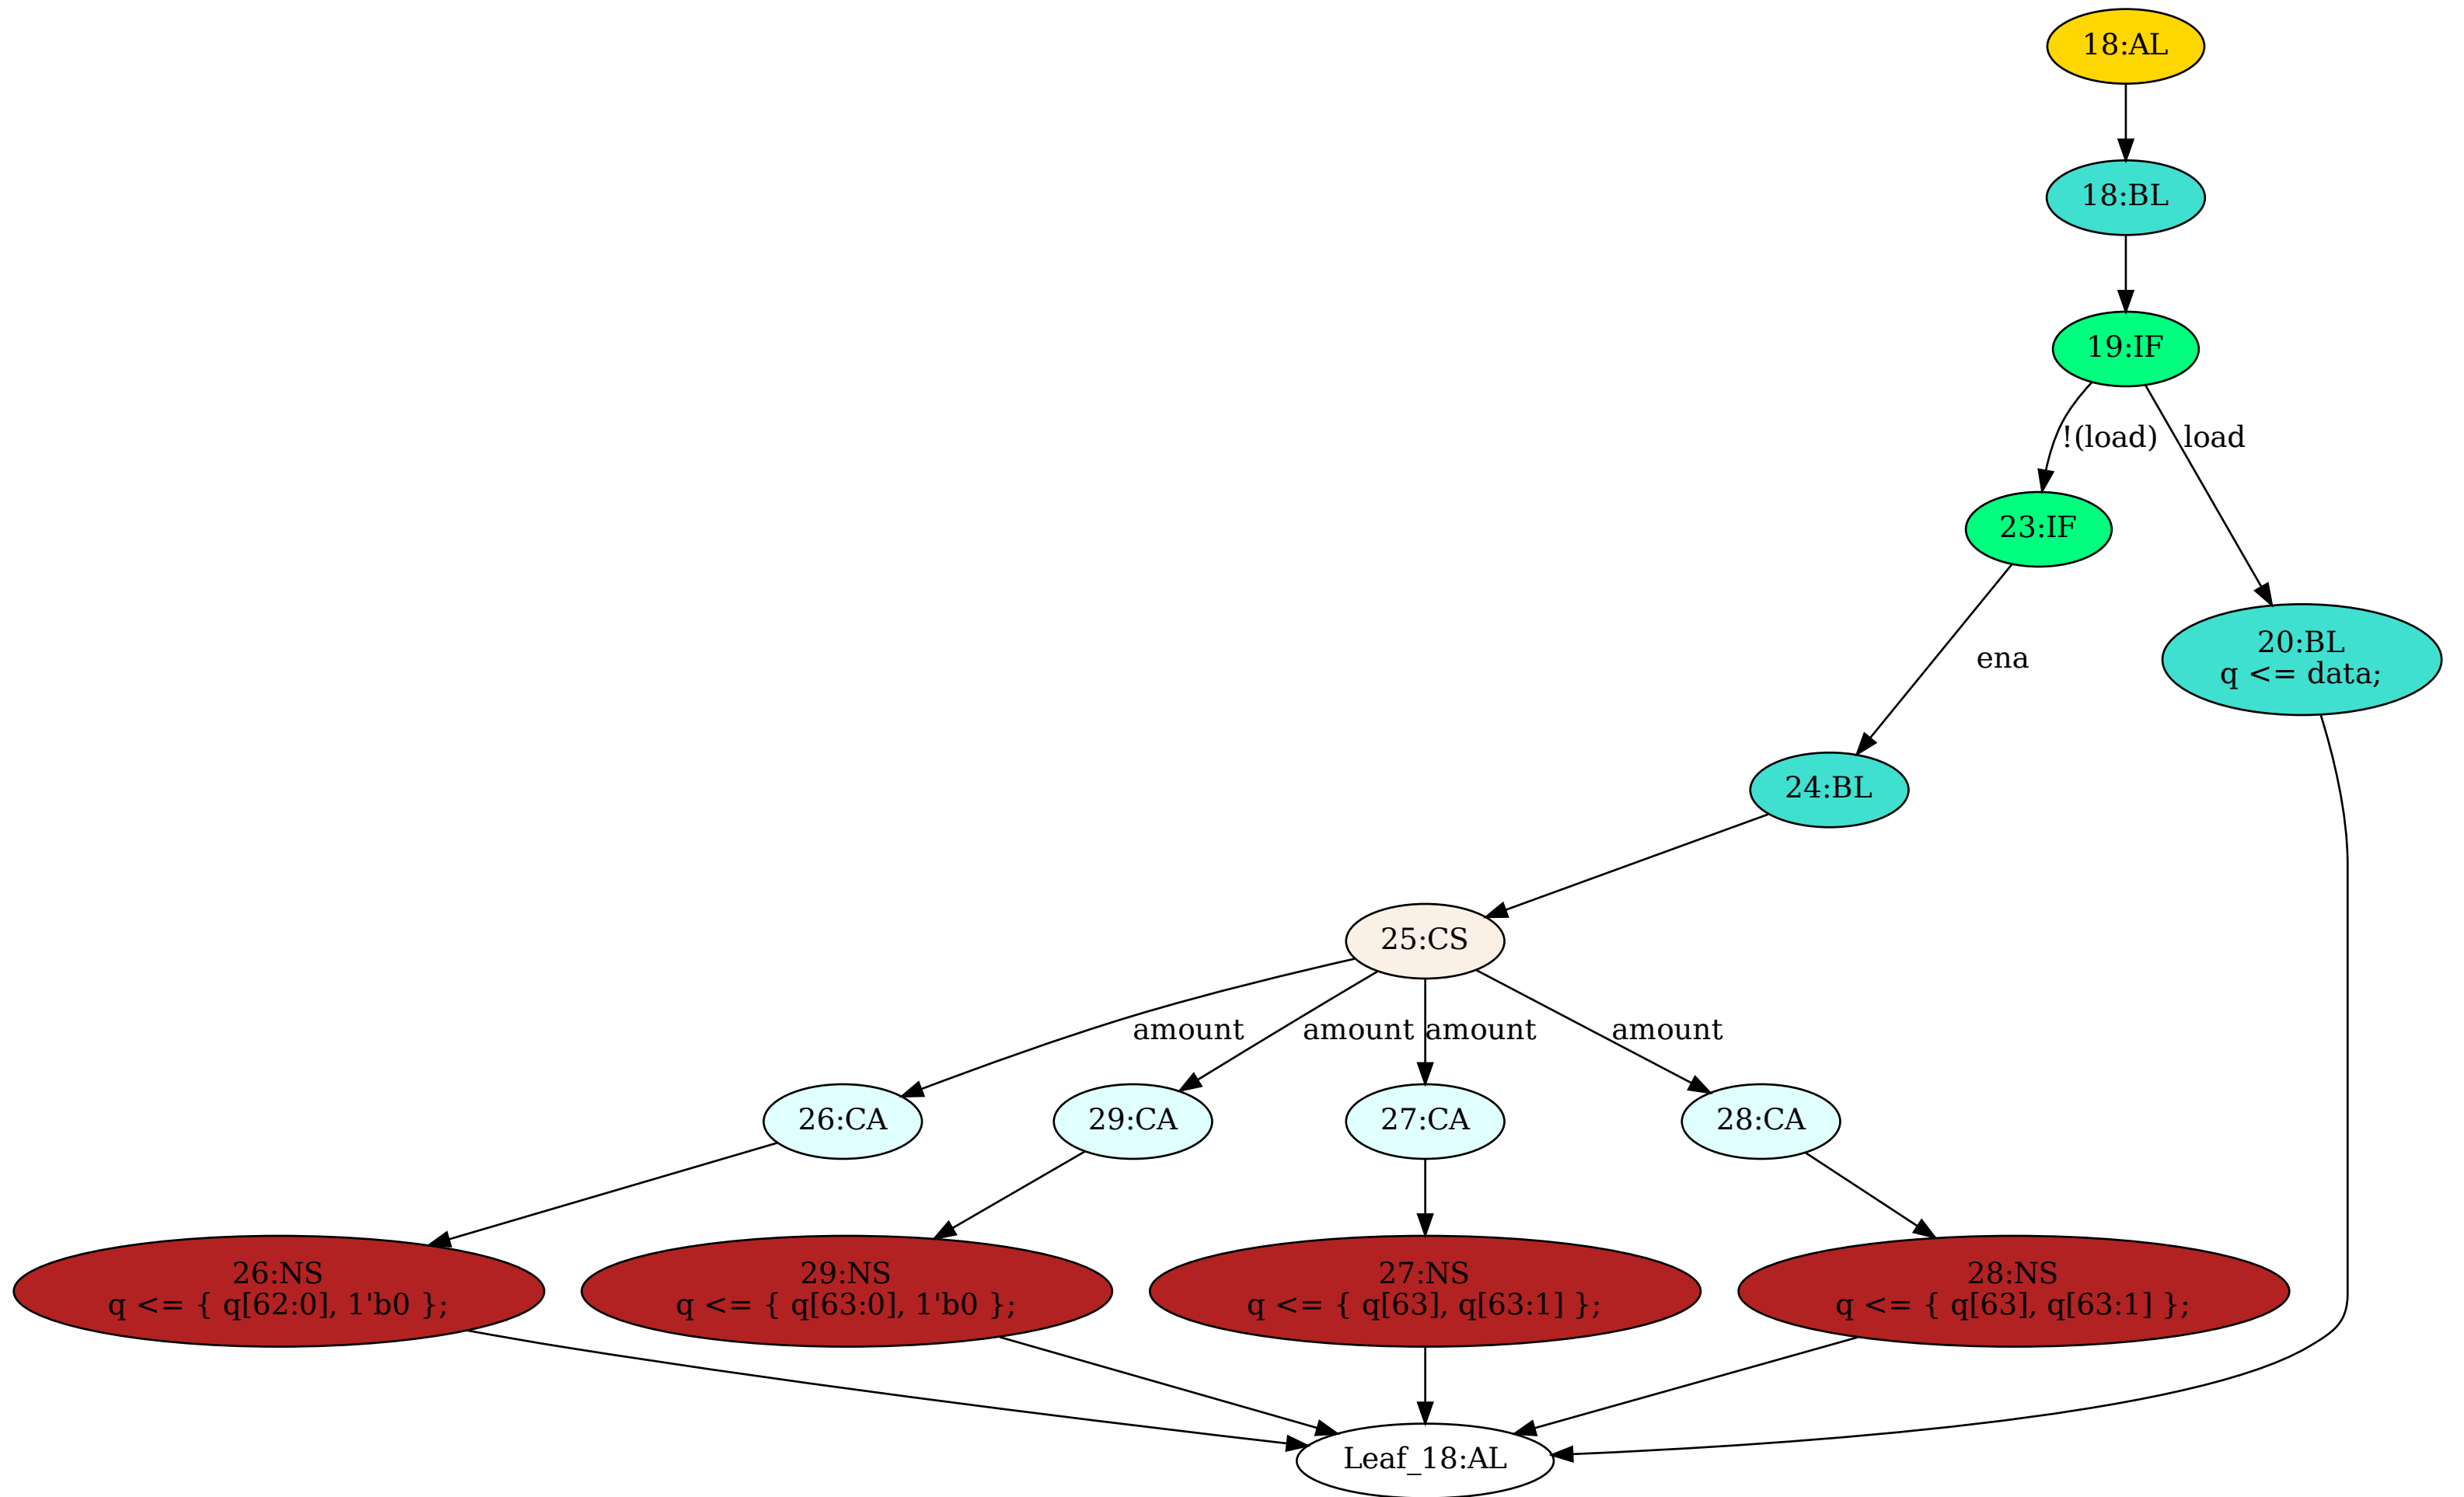 18:AL
18:BL
19:IF
!(load)
load
23:IF
20:BL
q <= data;
ena
24:BL
25:CS
amount
amount
amount
amount
26:CA
29:CA
27:CA
28:CA
26:NS
q <= { q[62:0], 1'b0 };
29:NS
q <= { q[63:0], 1'b0 };
27:NS
q <= { q[63], q[63:1] };
28:NS
q <= { q[63], q[63:1] };
Leaf_18:AL